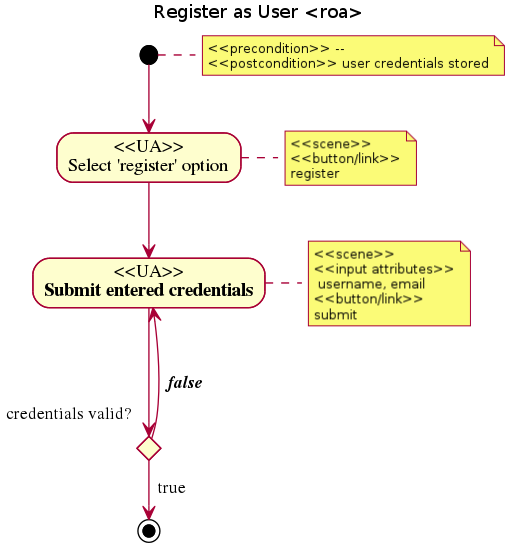 Register as User <roa>
<<precondition>> --
<<postcondition>> user credentials stored
<<UA>>
Select 'register' option
<<scene>>
<<button/link>>
register
<<UA>>
Submit entered credentials
<<scene>>
<<input attributes>>
username, email
<<button/link>>
submit
false
credentials valid?
true